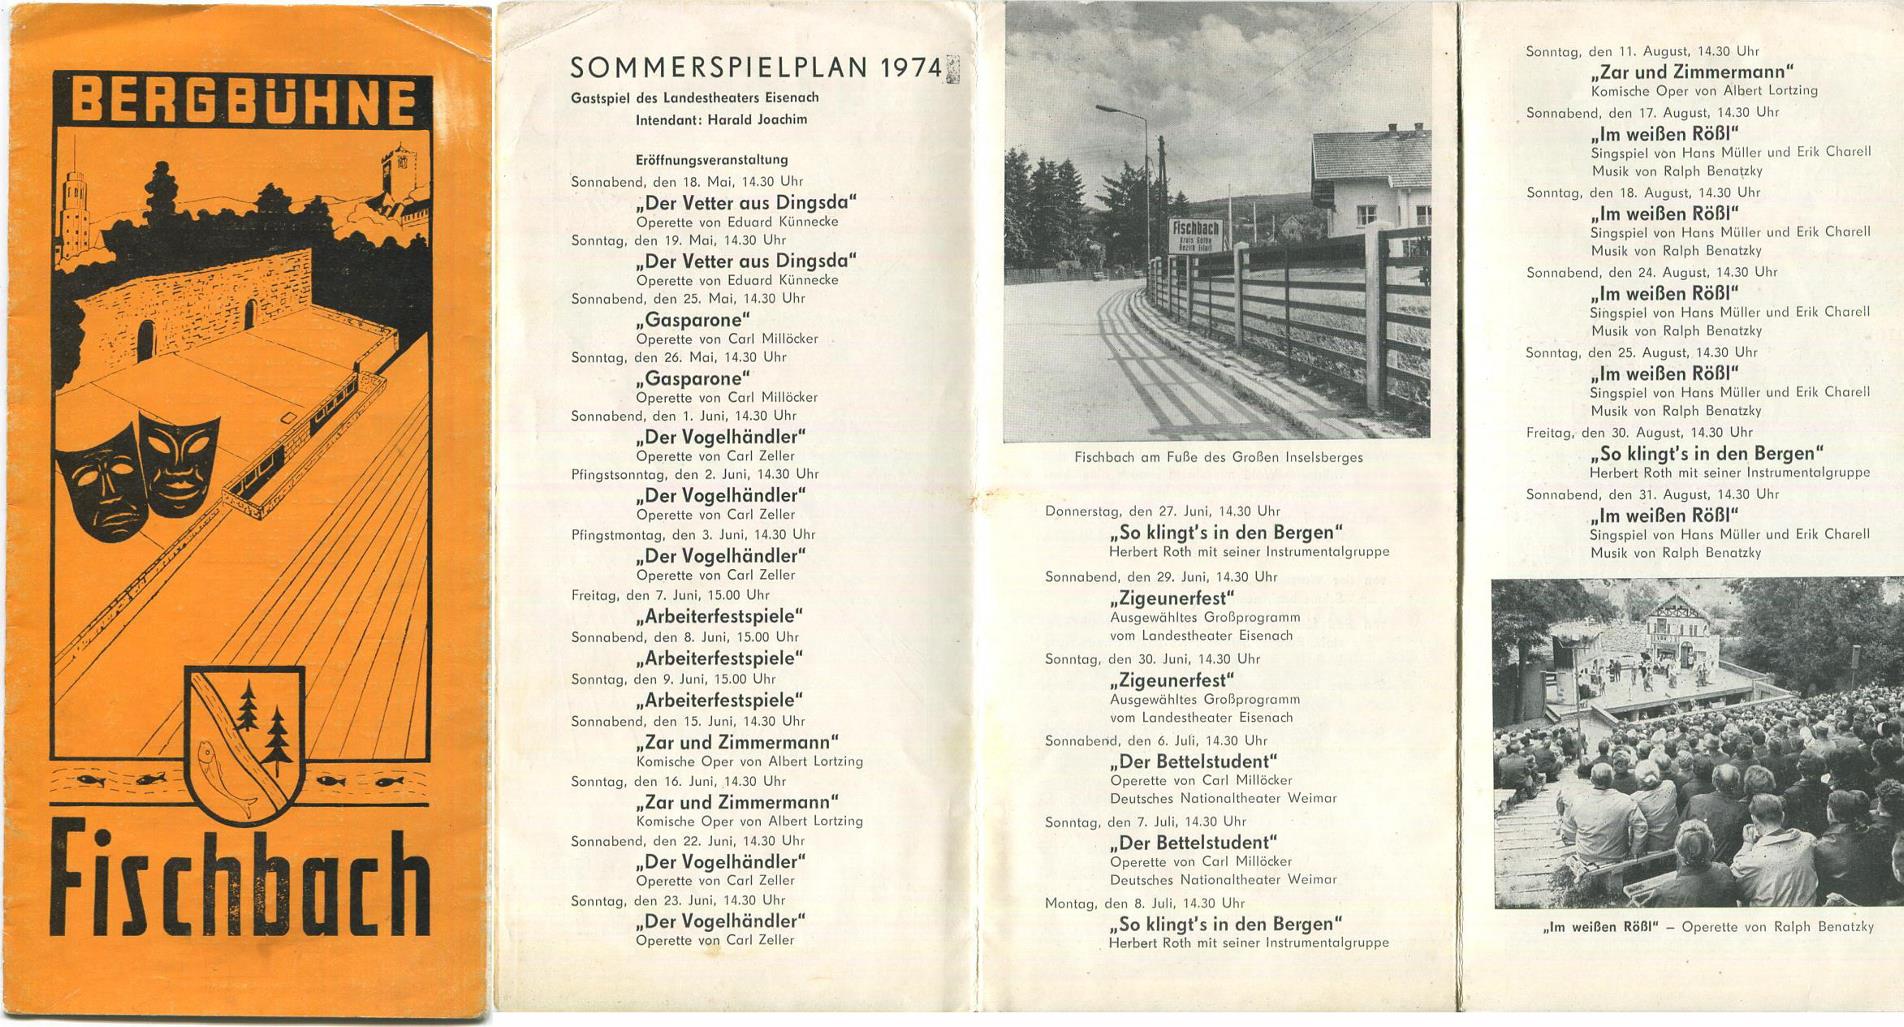 BERGBÜHNE
Fischbach
SOMMERSPIELPLAN 1974
Gastspiel des Landestheaters Eisenach
Intendant: Harald Joachim
Eröffnungsveranstaltung
Sonnabend, den 18. Mai, 14.30 Uhr
„Der Vetter aus Dingsda“
Operette von Eduard Künnecke
Sonntag, den 19. Mai, 14.30 Uhr
„Der Vetter aus Dingsda“
Operette von Eduard Künnecke
Sonnabend, den 25. Mai, 14.30 Uhr
„Gasparone“
Operette von Carl Millöcker
Sonntag, den 26. Mai, 14.30 Uhr
„Gasparone“
Operette von Carl Millöcker
Sonnabend, den 1. Juni, 14.30 Uhr
„Der Vogelhändler“
Operette von Carl Zeller
Pfingstsonntag, den 2. Juni, 14.30 Uhr
„Der Vogelhändler“
Operette von Carl Zeller
Pfingstmontag, den 3. Juni, 14.30 Uhr
„Der Vogelhändler“
Operette von Carl Zeller
Freitag, den 7. Juni, 15.00 Uhr
„Arbeiterfestspiele“
Sonnabend, den 8. Juni, 15.00 Uhr
„Arbeiterfestspiele“
Sonntag, den 9. Juni, 15.00 Uhr
„Arbeiterfestspiele“
Sonnabend, den 15. Juni, 14.30 Uhr
„Zar und Zimmermann“
Komische Oper von Albert Lortzing
Sonntag, den 16. Juni, 14.30 Uhr
„Zar und Zimmermann“
Komische Oper von Albert Lortzing
Sonnabend, den 22. Juni, 14.30 Uhr
„Der Vogelhändler“
Operette von Carl Zeller
Sonntag, den 23. Juni, 14.30 Uhr
„Der Vogelhändler“
Operette von Carl Zeller
Fischbach
Kreis Gotha
Bezirk Erfurt
Fischbach am Fuße des Großen Inselsberges
Donnerstag, den 27. Juni, 14.30 Uhr
„So klingt's in den Bergen“
Herbert Roth mit seiner Instrumentalgruppe
Sonnabend, den 29. Juni, 14.30 Uhr
„Zigeunerfest“
Ausgewähltes Großprogramm
vom Landestheater Eisenach
Sonntag, den 30. Juni, 14.30 Uhr
„Zigeunerfest“
Ausgewähltes Großprogramm
vom Landestheater Eisenach
Sonnabend, den 6. Juli, 14.30 Uhr
„Der Bettelstudent“
Operette von Carl Millöcker
Deutsches Nationaltheater Weimar
Sonntag, den 7. Juli, 14.30 Uhr
„Der Bettelstudent“
Operette von Carl Millöcker
Deutsches Nationaltheater Weimar
Montag, den 8. Juli, 14.30 Uhr
„So klingt's in den Bergen“
Herbert Roth mit seiner Instrumentalgruppe
Sonntag, den 11. August, 14.30 Uhr
„Zar und Zimmermann“
Komische Oper von Albert Lortzing
Sonnabend, den 17. August, 14.30 Uhr
„Im weißen Rößl“
Singspiel von Hans Müller und Erik Charell
Musik von Ralph Benatzky
Sonntag, den 18. August, 14.30 Uhr
„Im weißen Rößl“
Singspiel von Hans Müller und Erik Charell
Musik von Ralph Benatzky
Sonnabend, den 24. August, 14.30 Uhr
„Im weißen Rößl“
Singspiel von Hans Müller und Erik Charell
Musik von Ralph Benatzky
Sonntag, den 25. August, 14.30 Uhr
„Im weißen Rößl“
Singspiel von Hans Müller und Erik Charell
Musik von Ralph Benatzky
Freitag, den 30. August, 14.30 Uhr
„So klingt's in den Bergen“
Herbert Roth mit seiner Instrumentalgruppe
Sonnabend, den 31. August, 14.30 Uhr
„Im weißen Rößl“
Singspiel von Hans Müller und Erik Charell
Musik von Ralph Benatzky
„Im weißen Rößl“ – Operette von Ralph Benatzky